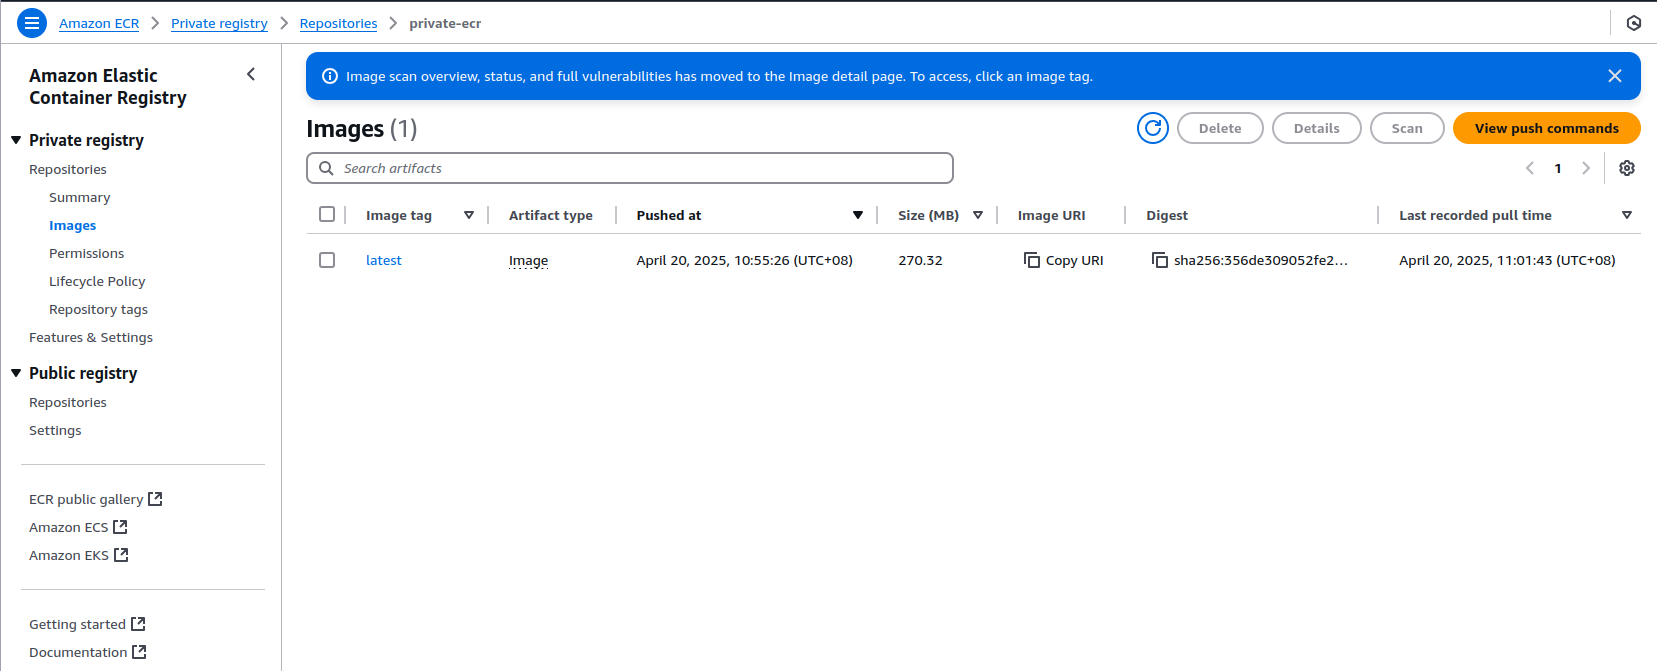 Amazon ECR Private registry Repositories private-ecr
Amazon Elastic
Container Registry
Private registry
Repositories
Summary
Images
Permissions
Lifecycle Policy
Repository tags
Features & Settings
Public registry
Repositories
Settings
ECR public gallery
Amazon ECS
Amazon EKS
Getting started
Documentation
Image scan overview, status, and full vulnerabilities has moved to the Image detail page. To access, click an image tag.
Images (1)
Delete Details Scan View push commands
Search artifacts
1
Image tag Artifact type Pushed at Size (MB) Image URI Digest Last recorded pull time
latest Image April 20, 2025, 10:55:26 (UTC+08) 270.32 Copy URI sha256:356de309052fe2... April 20, 2025, 11:01:43 (UTC+08)